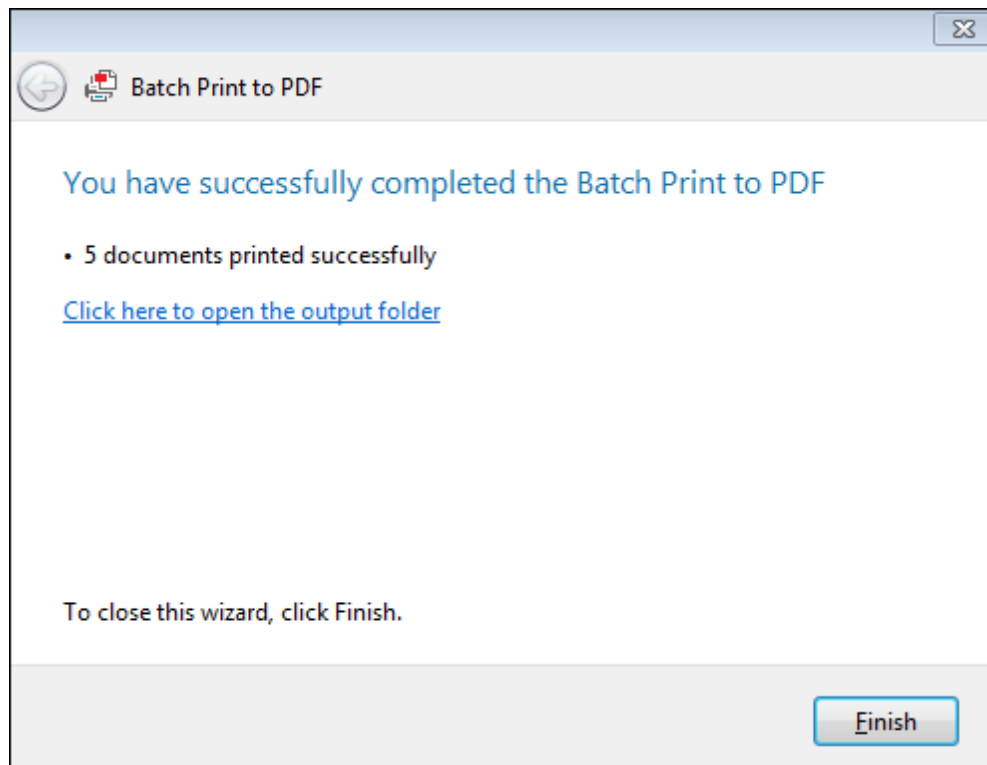 Batch Print to PDF
You have successfully completed the Batch Print to PDF
• 5 documents printed successfully
Click here to open the output folder
To close this wizard, click Finish.
Finish